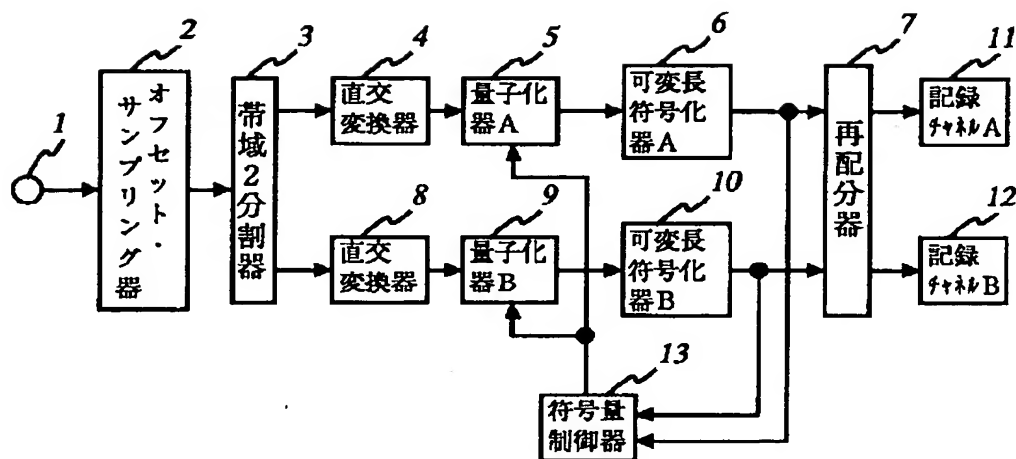 1
2
オフセット・
サンプリング器
3
帯域2分割器
4
直交
変換器
5
量子化
器A
6
可変長
符号化
器A
7
再配分器
11
記録
チャネルA
8
直交
変換器
9
量子化
器B
10
可変長
符号化
器B
12
記録
チャネルB
13
符号量
制御器